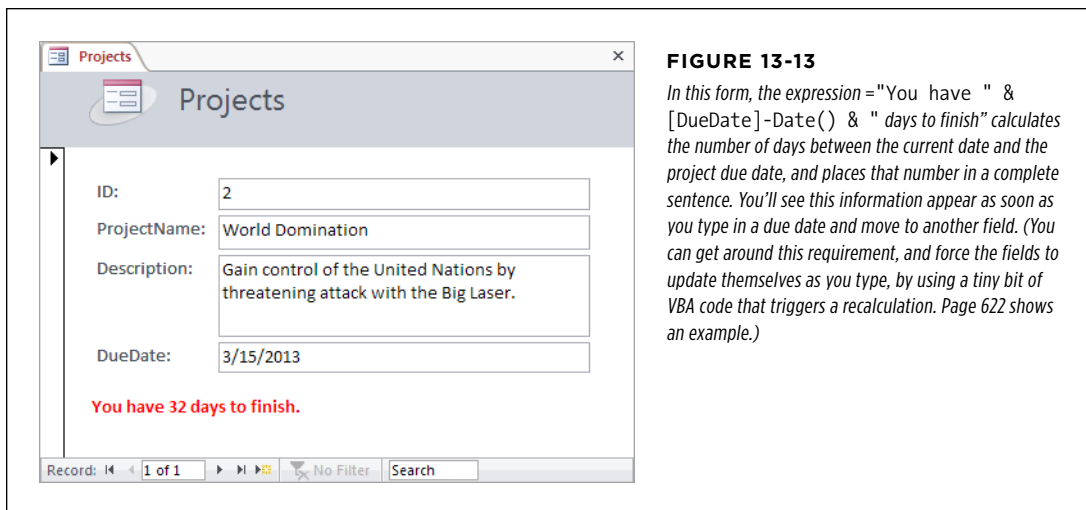 Projects
Projects
ID:
2
ProjectName:
World Domination
Description:
Gain control of the United Nations by
threatening attack with the Big Laser.
DueDate:
3/15/2013
You have 32 days to finish.
Record:
1 of 1
No Filter
Search
FIGURE 13-13
In this form, the expression ="You have " &
[DueDate]-Date() & " days to finish” calculates
the number of days between the current date and the
project due date, and places that number in a complete
sentence. You’ll see this information appear as soon as
you type in a due date and move to another field. (You
can get around this requirement, and force the fields to
update themselves as you type, by using a tiny bit of
VBA code that triggers a recalculation. Page 622 shows
an example.)